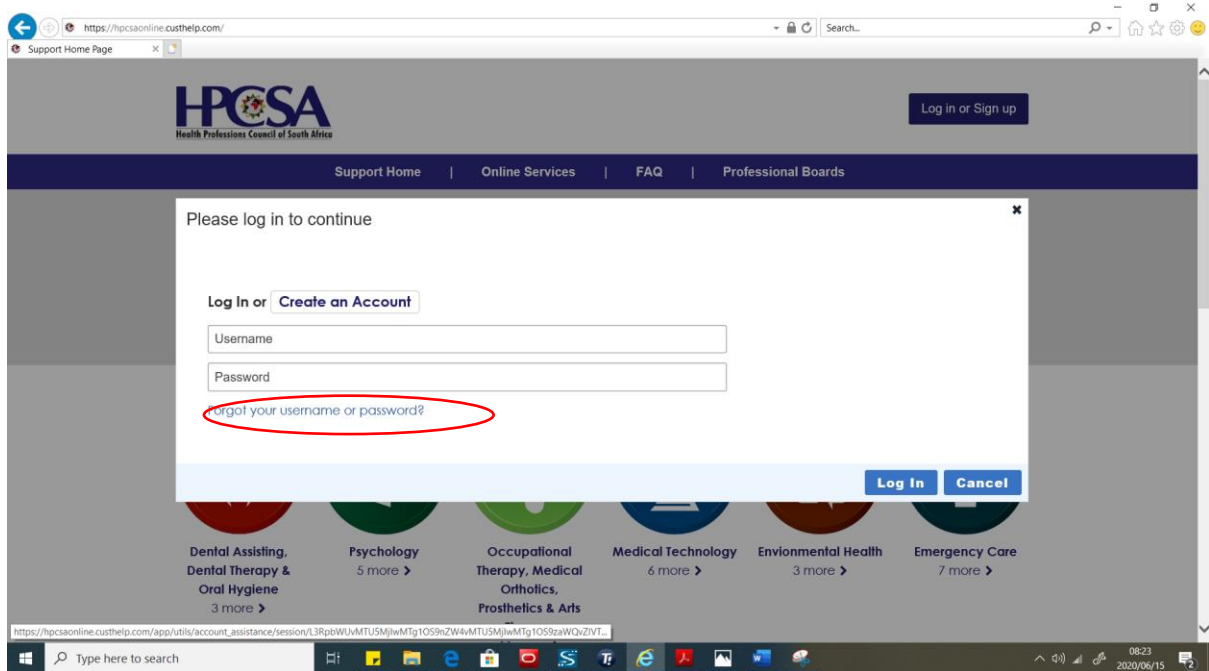 https://hpcsaonline.custhelp.com/
Search...
Support Home Page
HPCSA
Health Professions Council of South Africa
Log in or Sign up
Support Home | Online Services | FAQ | Professional Boards
Please log in to continue
Log In or Create an Account
Username
Password
Forgot your username or password?
Log In Cancel
Dental Assisting,
Dental Therapy &
Oral Hygiene
3 more >
Psychology
5 more >
Occupational
Therapy, Medical
Orthotics,
Prosthetics & Arts
Medical Technology
6 more >
Envionmental Health
3 more >
Emergency Care
7 more >
Type here to search
08:23
2020/06/15